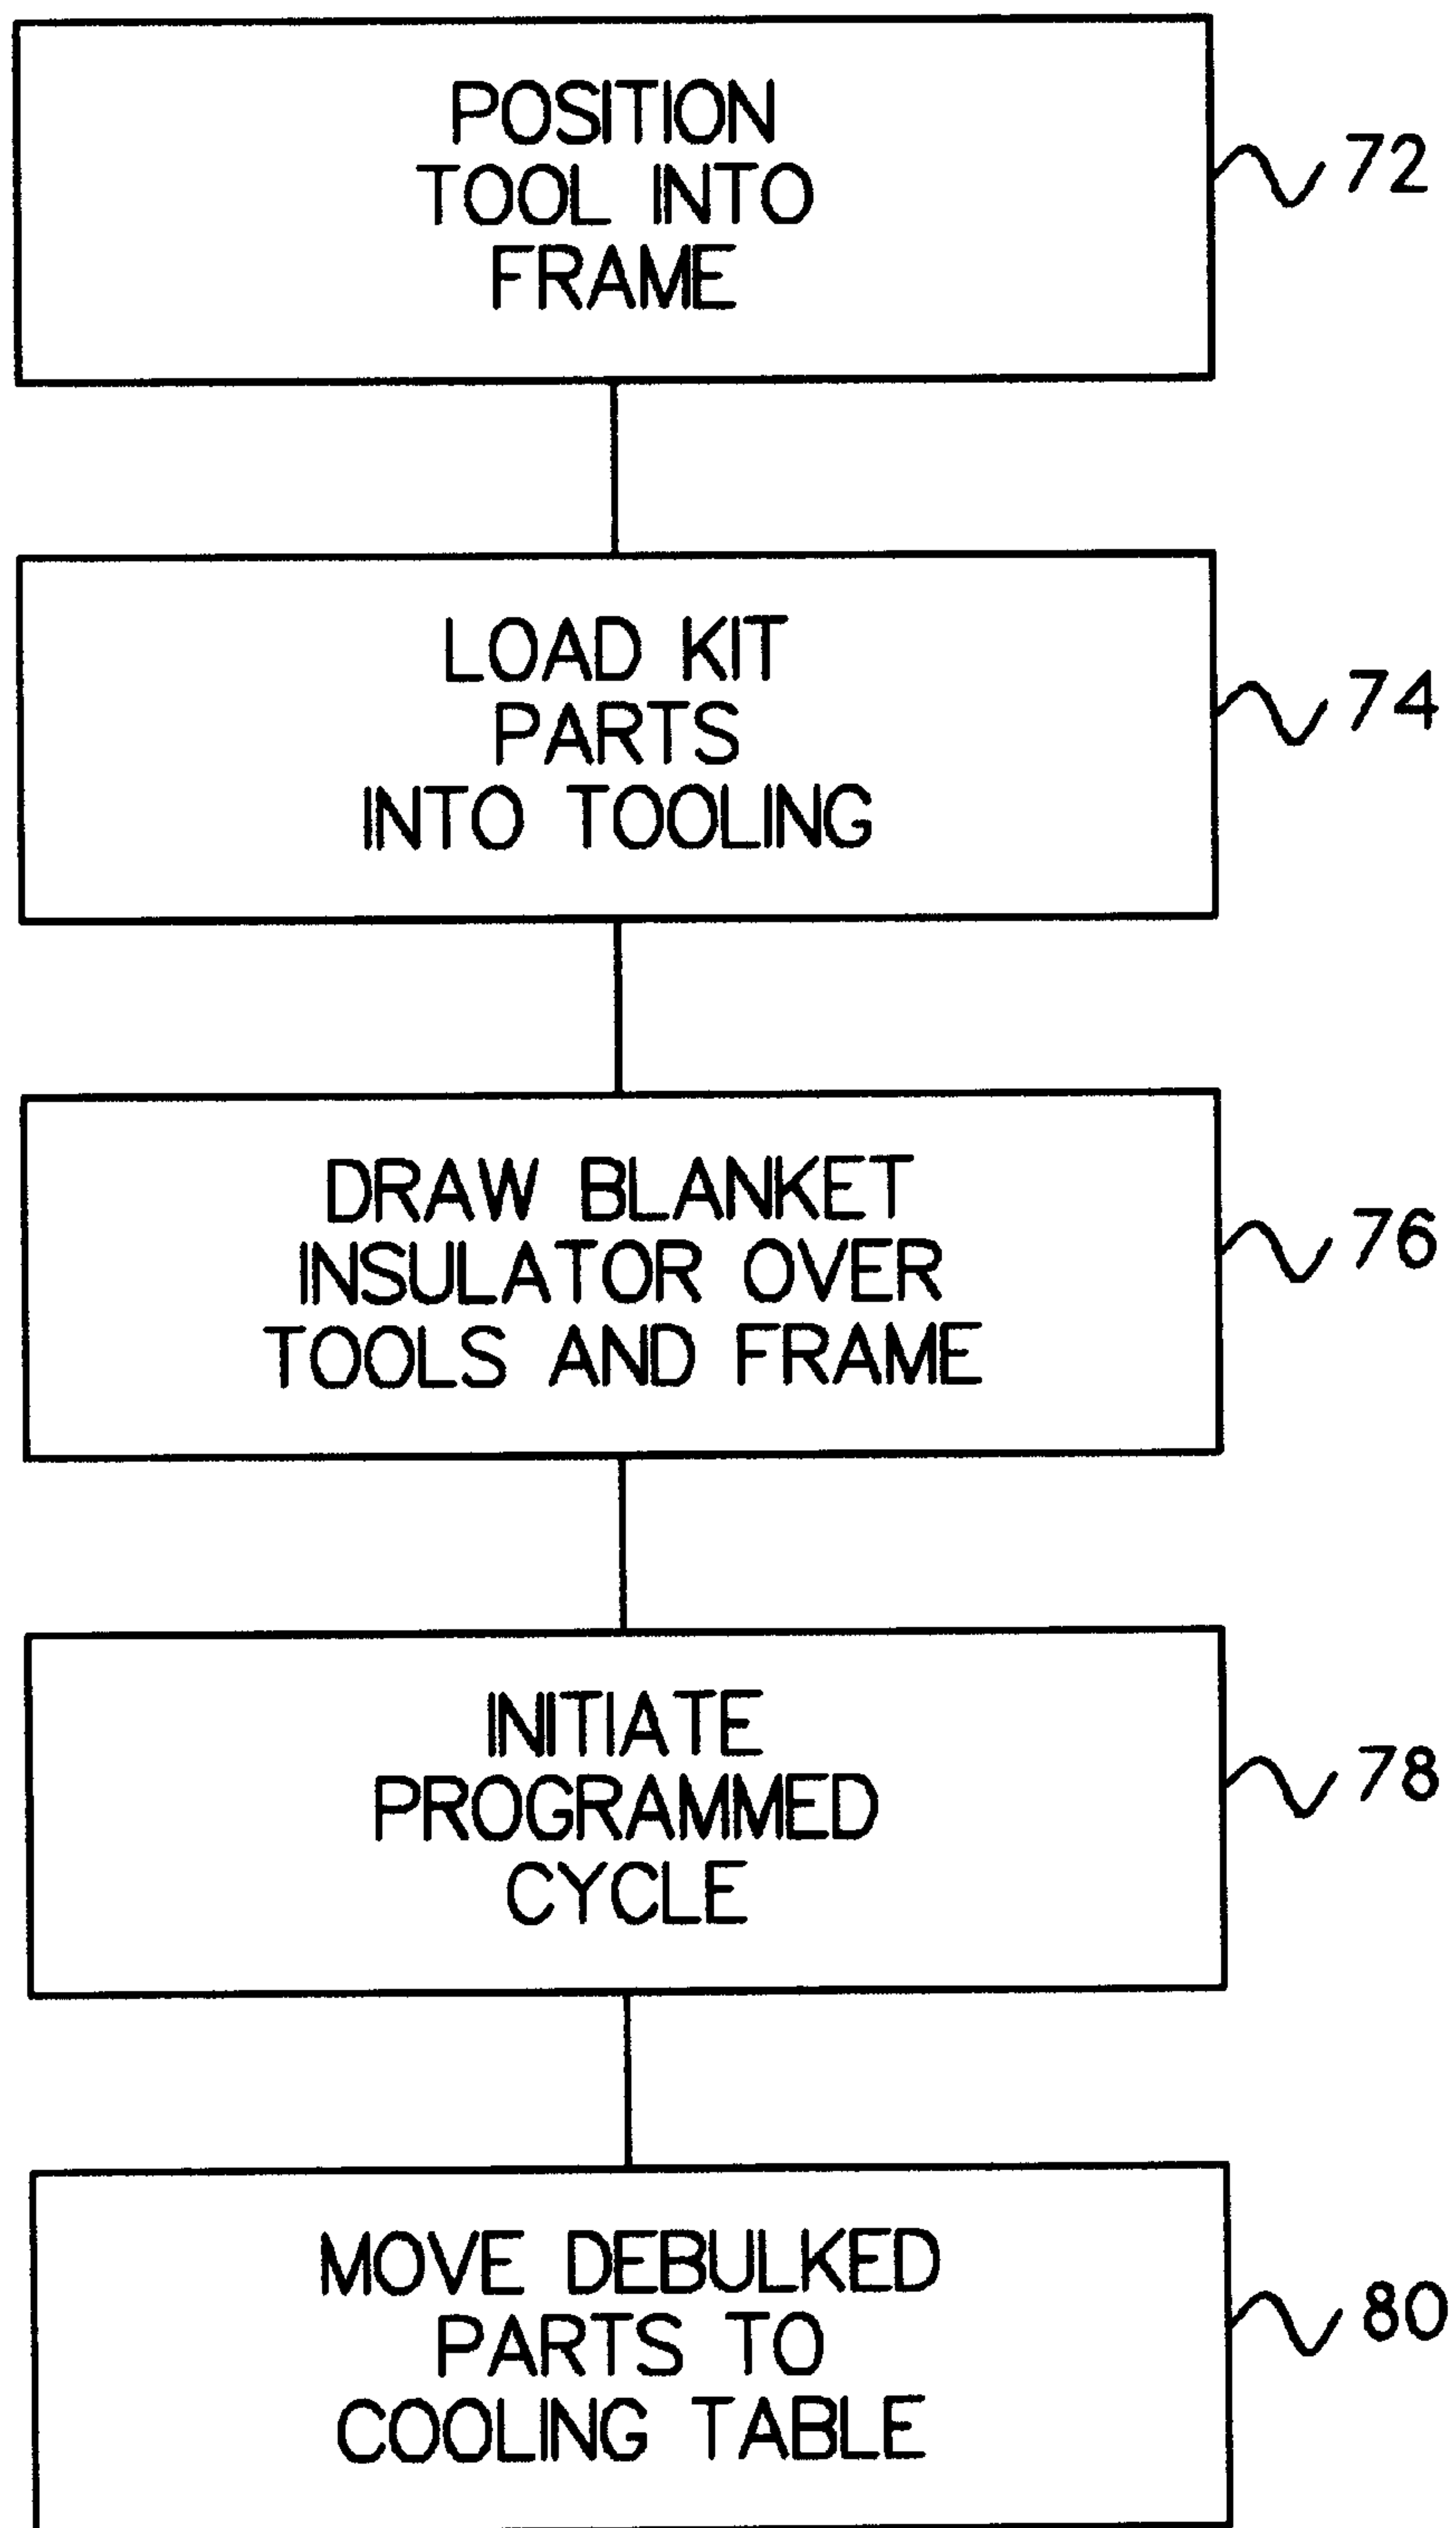 POSITION
TOOL INTO
FRAME
72
LOAD KIT
PARTS
INTO TOOLING
74
DRAW BLANKET
INSULATOR OVER
TOOLS AND FRAME
76
INITIATE
PROGRAMMED
CYCLE
78
MOVE DEBULKED
PARTS TO
COOLING TABLE
80